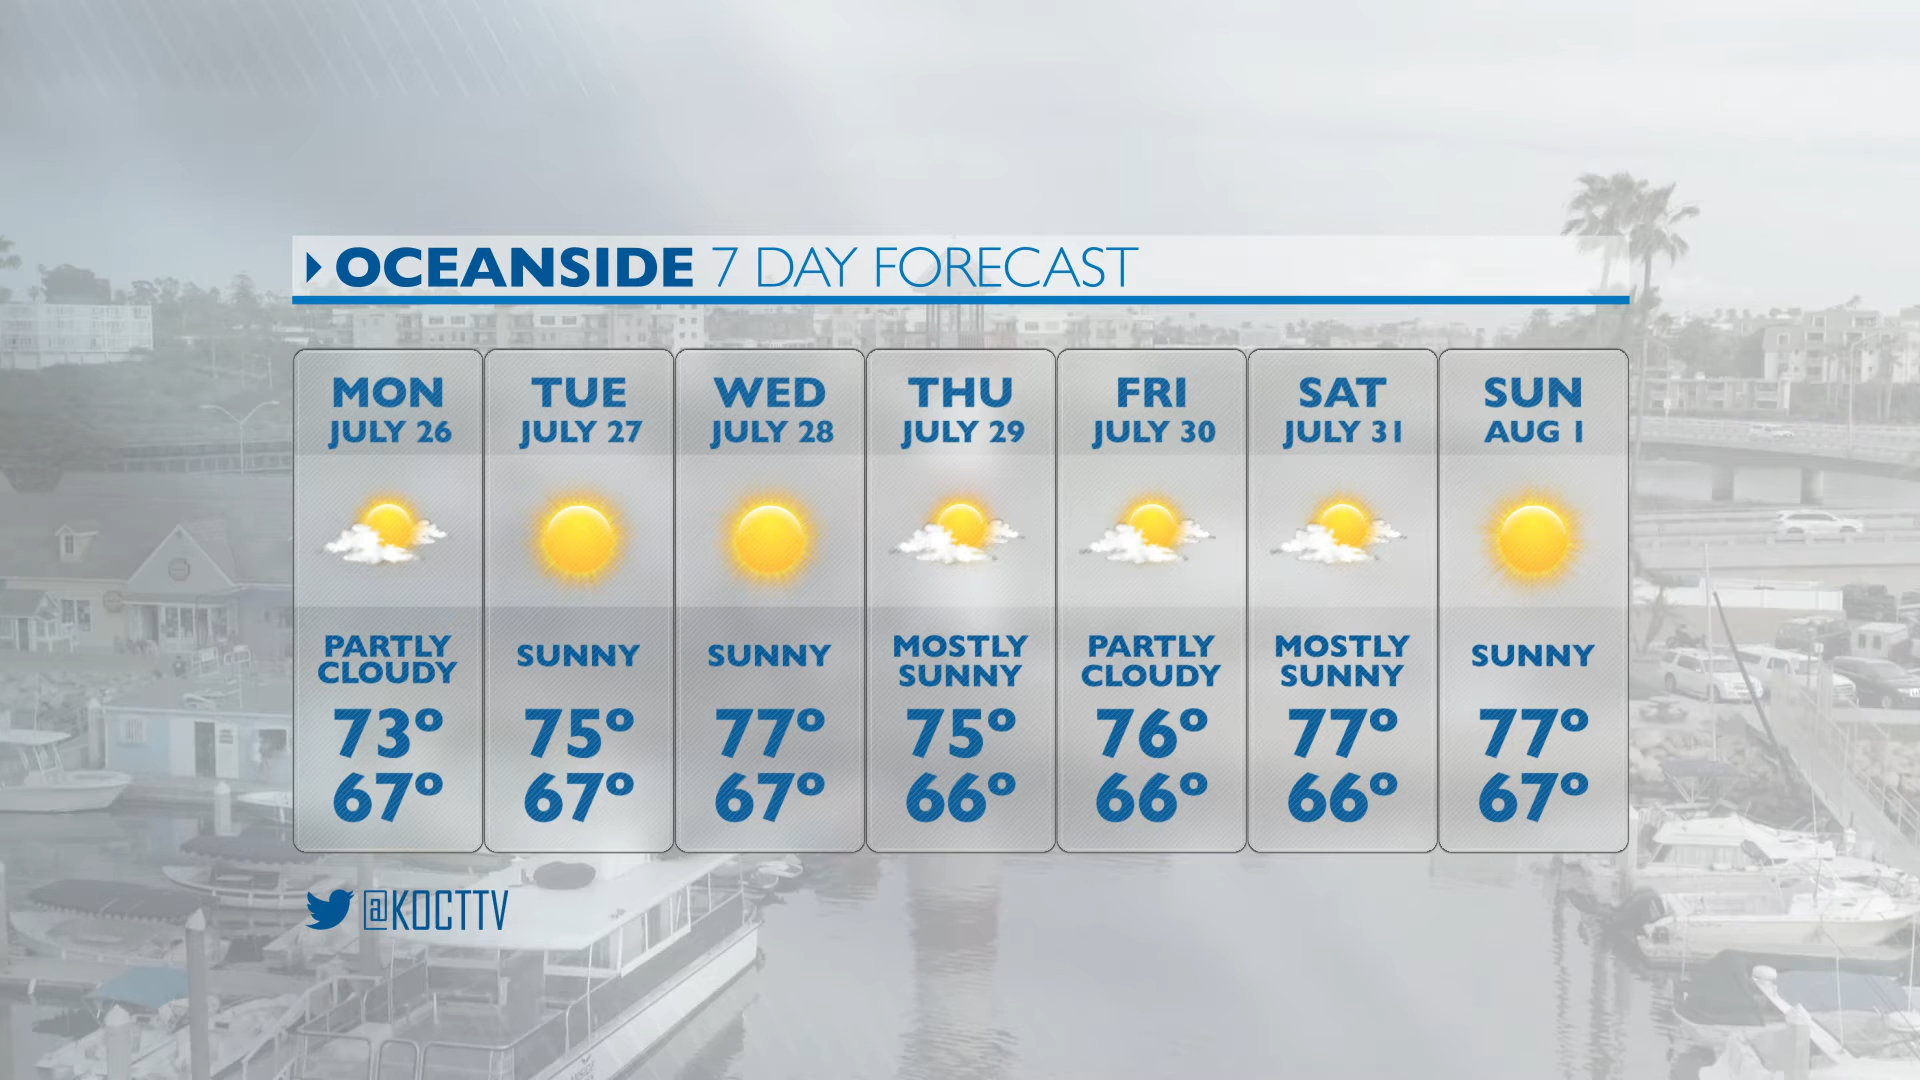 OCEANSIDE 7 DAY FORECAST
MON
JULY 26
PARTLY
CLOUDY
73°
67°
TUE
JULY 27
SUNNY
75°
67°
WED
JULY 28
SUNNY
77°
67°
THU
JULY 29
MOSTLY
SUNNY
75°
66°
FRI
JULY 30
PARTLY
CLOUDY
76°
66°
SAT
JULY 31
MOSTLY
SUNNY
77°
66°
SUN
AUG 1
SUNNY
77°
67°
@KOCTTV